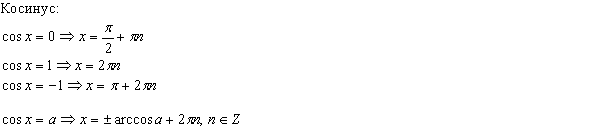 Косинус:
cos x = 0 ⇒ x = π/2 + πn
cos x = 1 ⇒ x = 2πn
cos x = −1 ⇒ x = π + 2πn
cos x = a ⇒ x = ± arccos a + 2πn, n ∈ Z